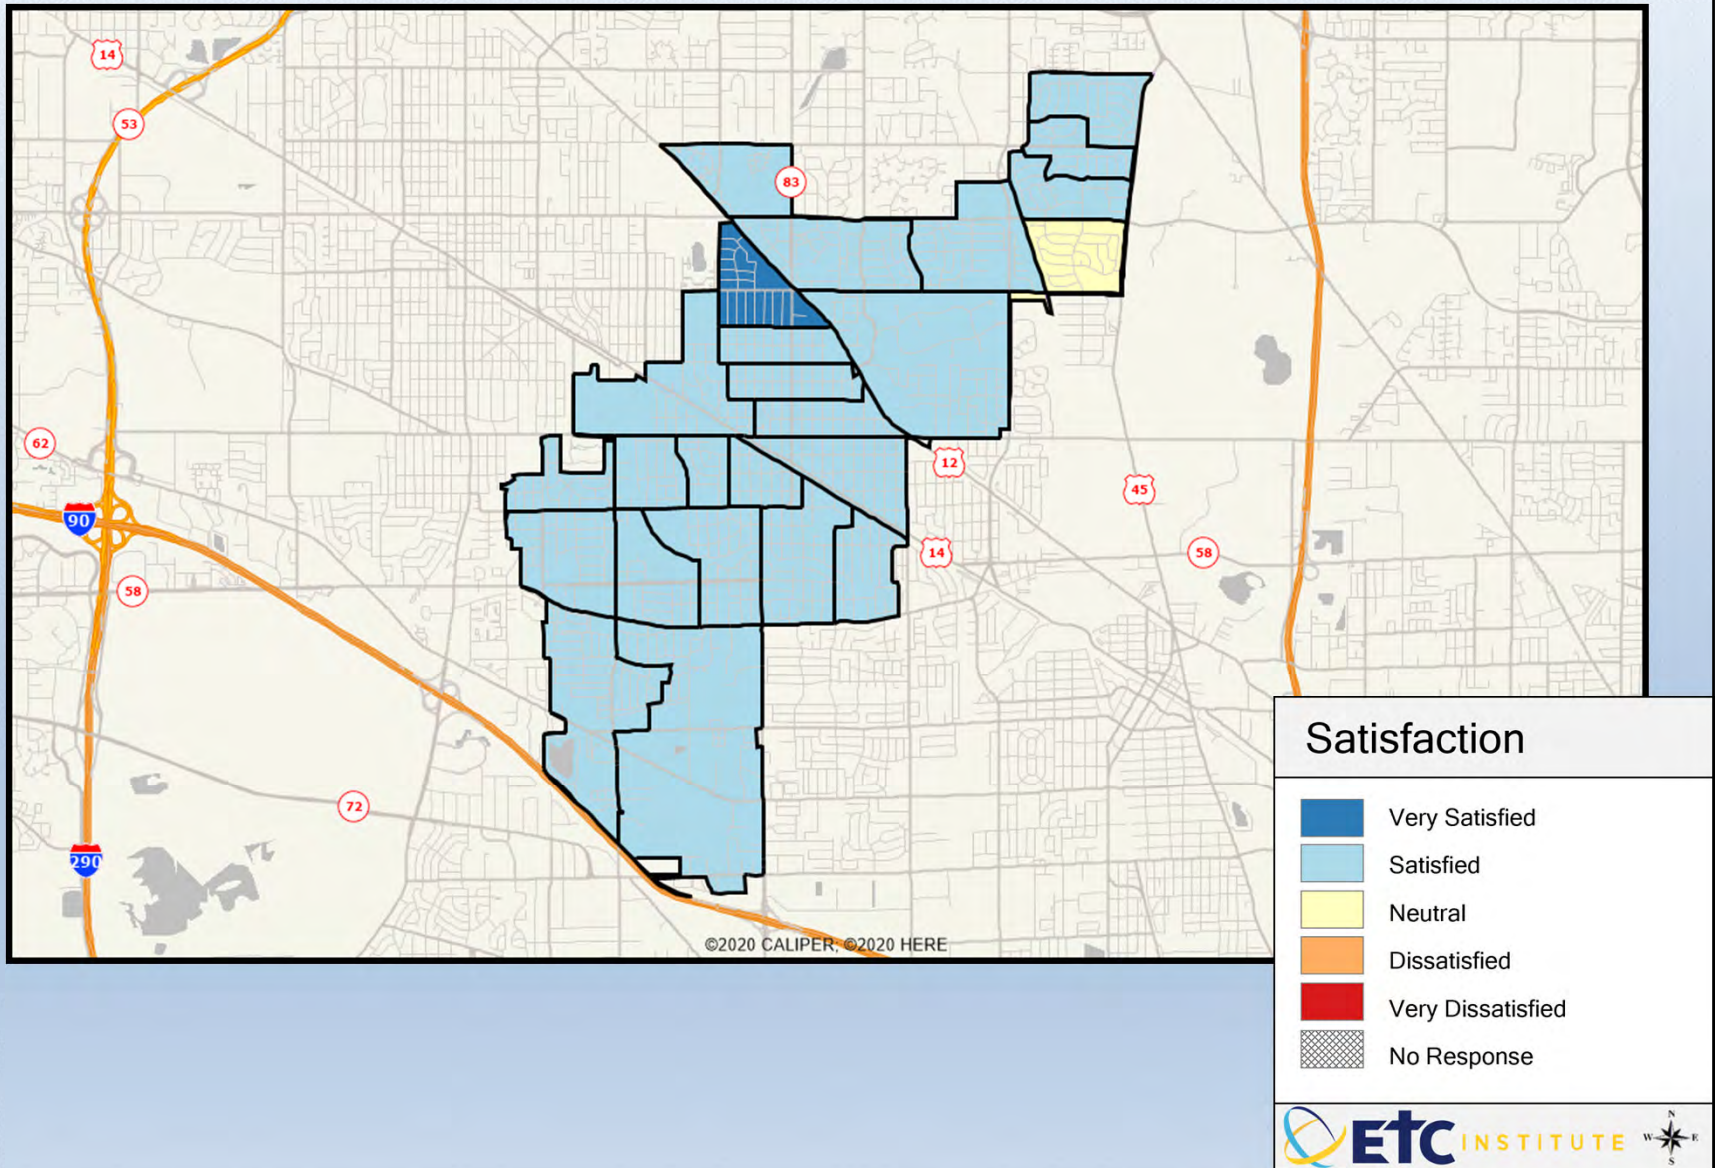 14
53
83
62
12
45
90
14
58
58
72
290
©2020 CALIPER; ©2020 HERE
Satisfaction
Very Satisfied
Satisfied
Neutral
Dissatisfied
Very Dissatisfied
No Response
N
ETC INSTITUTE W E
S